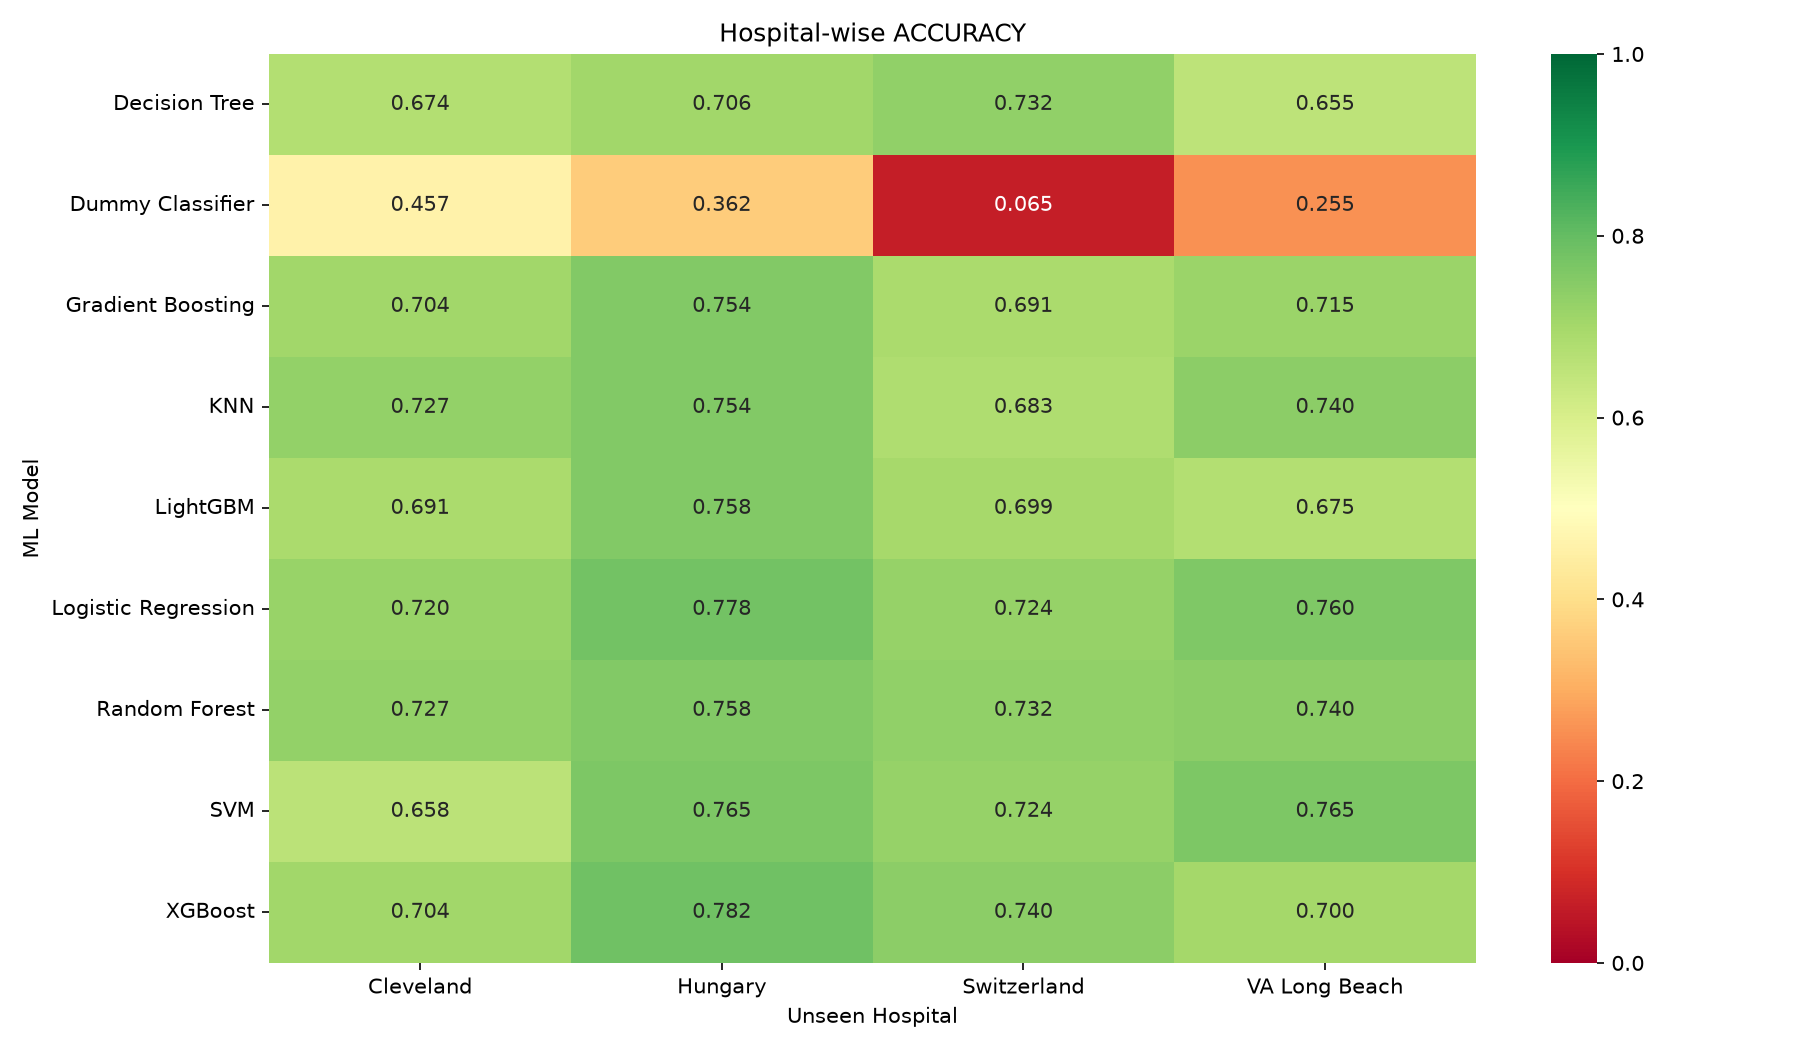 Hospital-wise ACCURACY
ML Model
Decision Tree 0.674 0.706 0.732 0.655
Dummy Classifier 0.457 0.362 0.065 0.255
Gradient Boosting 0.704 0.754 0.691 0.715
KNN 0.727 0.754 0.683 0.740
LightGBM 0.691 0.758 0.699 0.675
Logistic Regression 0.720 0.778 0.724 0.760
Random Forest 0.727 0.758 0.732 0.740
SVM 0.658 0.765 0.724 0.765
XGBoost 0.704 0.782 0.740 0.700
Cleveland Hungary Switzerland VA Long Beach
Unseen Hospital
1.0
0.8
0.6
0.4
0.2
0.0